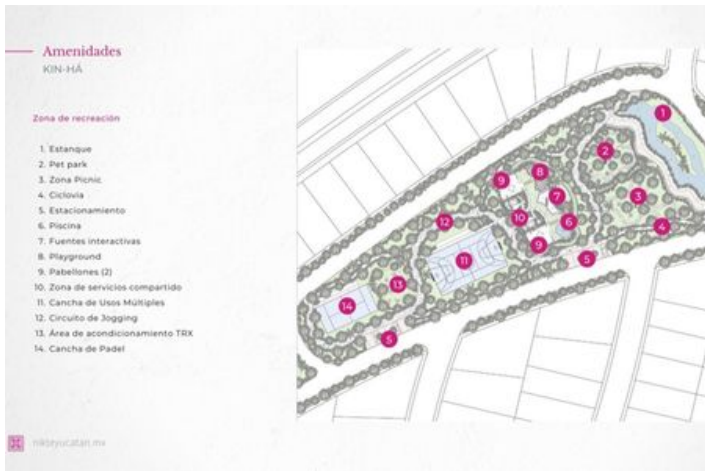 Amenidades
KIN-HÁ
Zona de recreación
1. Estanque
2. Pet park
3. Zona Picnic
4. Ciclovia
5. Estacionamiento
6. Piscina
7. Fuentes interactivas
8. Playground
9. Pabellones (2)
10. Zona de servicios compartido
11. Cancha de Usos Múltiples
12. Circuito de Jogging
13. Área de acondicionamiento TRX
14. Cancha de Padel
1
2
3
4
5
6
7
8
9
10
9
11
12
13
14
5
nikteyucatan.mx